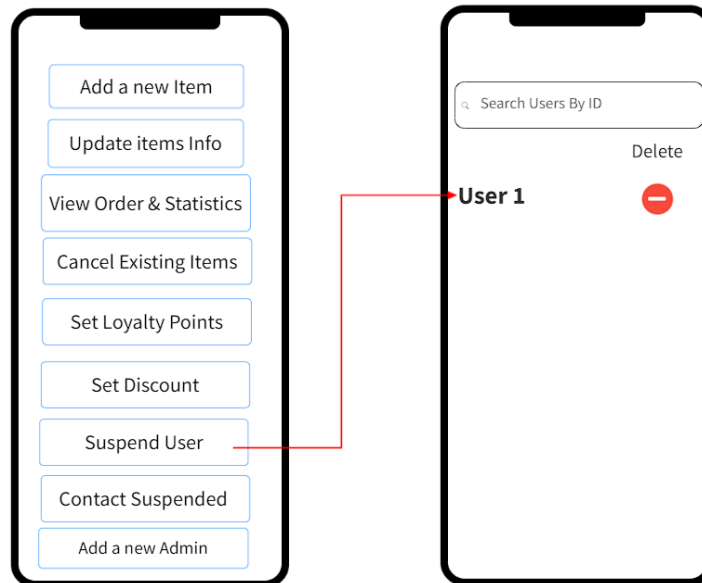 Add a new Item
Update items Info
View Order & Statistics
Cancel Existing Items
Set Loyalty Points
Set Discount
Suspend User
Contact Suspended
Add a new Admin
Search Users By ID
Delete
User 1